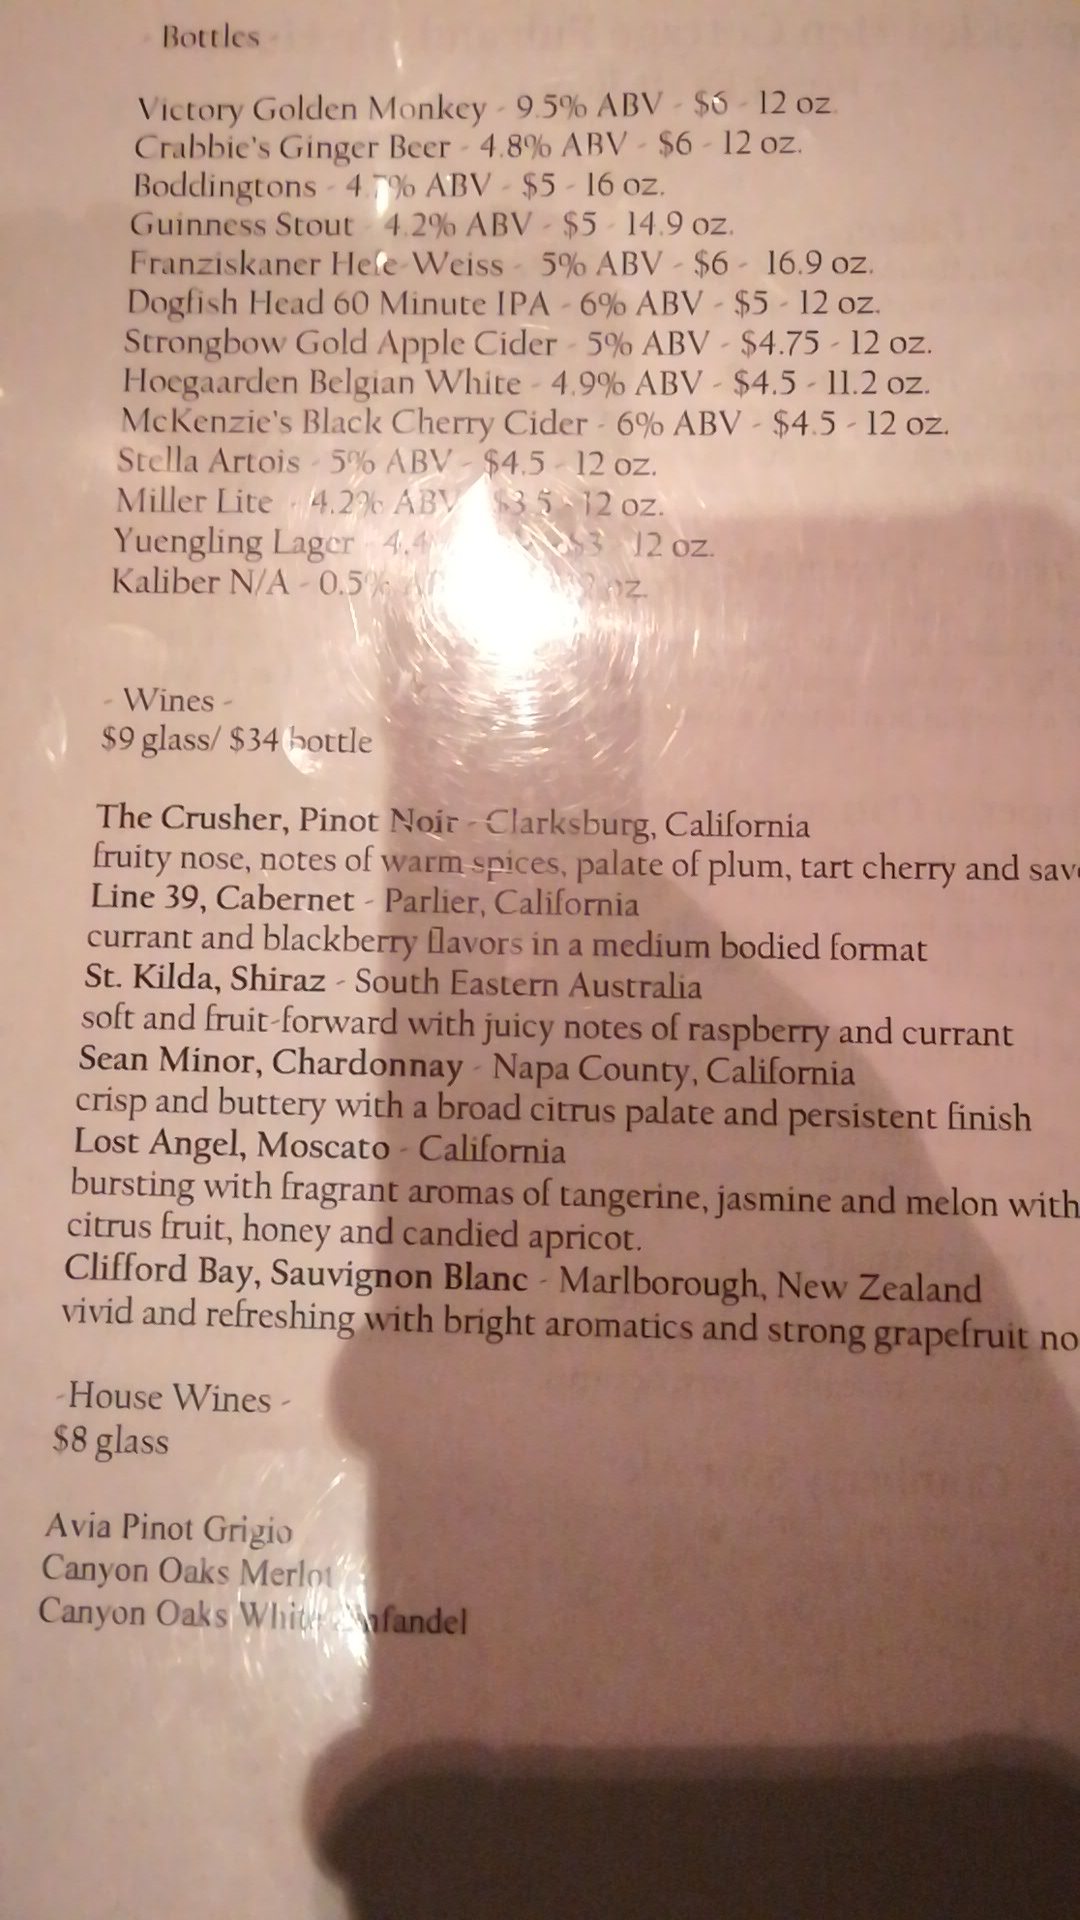 - Bottles -
Victory Golden Monkey - 9.5% ABV - $6 - 12 oz.
Crabbie's Ginger Beer - 4.8% ABV - $6 - 12 oz.
Boddingtons - 4.7% ABV - $5 - 16 oz.
Guinness Stout - 4.2% ABV - $5 - 14.9 oz.
Franziskaner Hefe-Weiss - 5% ABV - $6 - 16.9 oz.
Dogfish Head 60 Minute IPA - 6% ABV - $5 - 12 oz.
Strongbow Gold Apple Cider - 5% ABV - $4.75 - 12 oz.
Hoegaarden Belgian White - 4.9% ABV - $4.5 - 11.2 oz.
McKenzie's Black Cherry Cider - 6% ABV - $4.5 - 12 oz.
Stella Artois - 5% ABV - $4.5 - 12 oz.
Miller Lite - 4.2% ABV - $3.5 - 12 oz.
Yuengling Lager - $3 - 12 oz.
Kaliber N/A - 0.5% oz.
- Wines -
$9 glass/ $34 bottle
The Crusher, Pinot Noir - Clarksburg, California
fruity nose, notes of warm spices, palate of plum, tart cherry and
Line 39, Cabernet - Parlier, California
currant and blackberry flavors in a medium bodied format
St. Kilda, Shiraz - South Eastern Australia
soft and fruit-forward with juicy notes of raspberry and currant
Sean Minor, Chardonnay - Napa County, California
crisp and buttery with a broad citrus palate and persistent finish
Lost Angel, Moscato - California
bursting with fragrant aromas of tangerine, jasmine and melon with
citrus fruit, honey and candied apricot.
Clifford Bay, Sauvignon Blanc - Marlborough, New Zealand
vivid and refreshing with bright aromatics and strong grapefruit
-House Wines -
$8 glass
Avia Pinot Grigio
Canyon Oaks Merlot
Canyon Oaks White Zinfandel